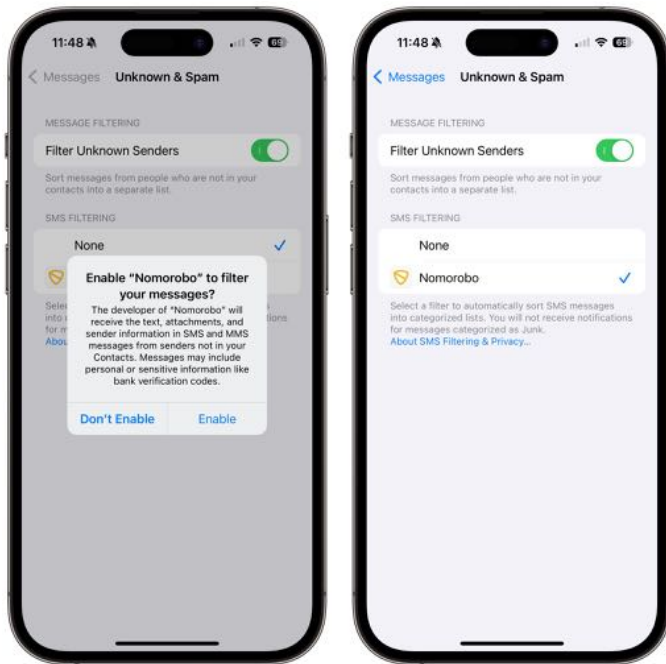 11:48
69
Messages
Unknown & Spam
MESSAGE FILTERING
Filter Unknown Senders
Sort messages from people who are not in your
contacts into a separate list.
SMS FILTERING
None
Enable “Nomorobo” to filter
your messages?
The developer of “Nomorobo” will
receive the text, attachments, and
sender information in SMS and MMS
messages from senders not in your
Contacts. Messages may include
personal or sensitive information like
bank verification codes.
Don't Enable
Enable
11:48
69
Messages
Unknown & Spam
MESSAGE FILTERING
Filter Unknown Senders
Sort messages from people who are not in your
contacts into a separate list.
SMS FILTERING
None
Nomorobo
Select a filter to automatically sort SMS messages
into categorized lists. You will not receive notifications
for messages categorized as Junk.
About SMS Filtering & Privacy...